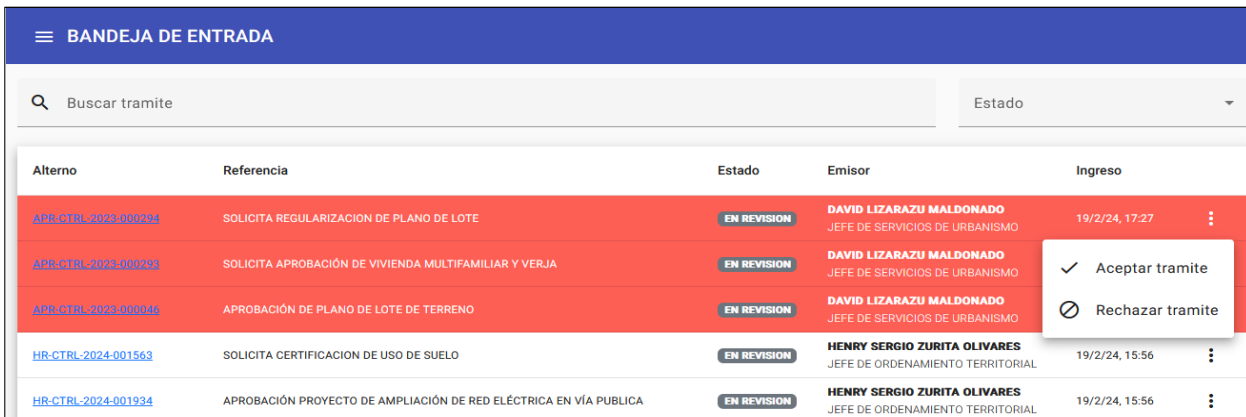 BANDEJA DE ENTRADA
Buscar tramite
Estado
Alterno Referencia Estado Emisor Ingreso
APR-CTRL-2023-000294 SOLICITA REGULARIZACION DE PLANO DE LOTE EN REVISION DAVID LIZARAZU MALDONADO 19/2/24, 17:27
JEFE DE SERVICIOS DE URBANISMO
APR-CTRL-2023-000293 SOLICITA APROBACIÓN DE VIVIENDA MULTIFAMILIAR Y VERJA EN REVISION DAVID LIZARAZU MALDONADO
JEFE DE SERVICIOS DE URBANISMO
Aceptar tramite
APR-CTRL-2023-000046 APROBACIÓN DE PLANO DE LOTE DE TERRENO EN REVISION DAVID LIZARAZU MALDONADO
JEFE DE SERVICIOS DE URBANISMO
Rechazar tramite
HR-CTRL-2024-001563 SOLICITA CERTIFICACION DE USO DE SUELO EN REVISION HENRY SERGIO ZURITA OLIVARES 19/2/24, 15:56
JEFE DE ORDENAMIENTO TERRITORIAL
HR-CTRL-2024-001934 APROBACIÓN PROYECTO DE AMPLIACIÓN DE RED ELÉCTRICA EN VÍA PUBLICA EN REVISION HENRY SERGIO ZURITA OLIVARES 19/2/24, 15:56
JEFE DE ORDENAMIENTO TERRITORIAL